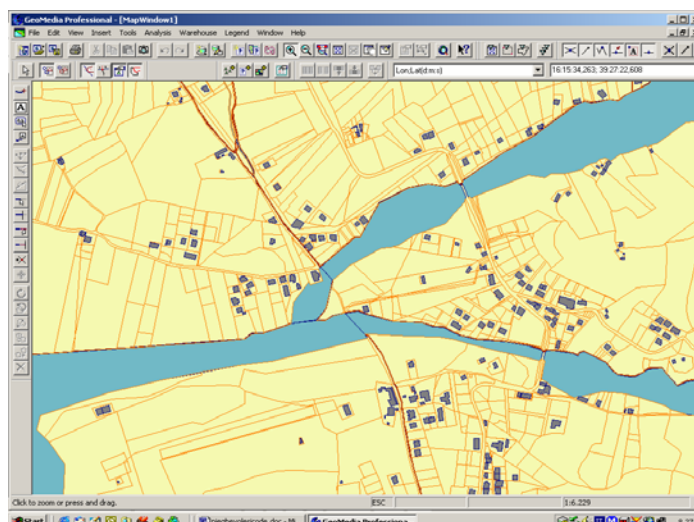 GeoMedia Professional - [MapWindow1]
File Edit View Insert Tools Analysis Warehouse Legend Window Help
Lon,Lat(d:m:s) 16:15:34,263; 39:27:22,608
Click to zoom or press and drag. ESC 1:6.229
Start GeoMedia Professiona...